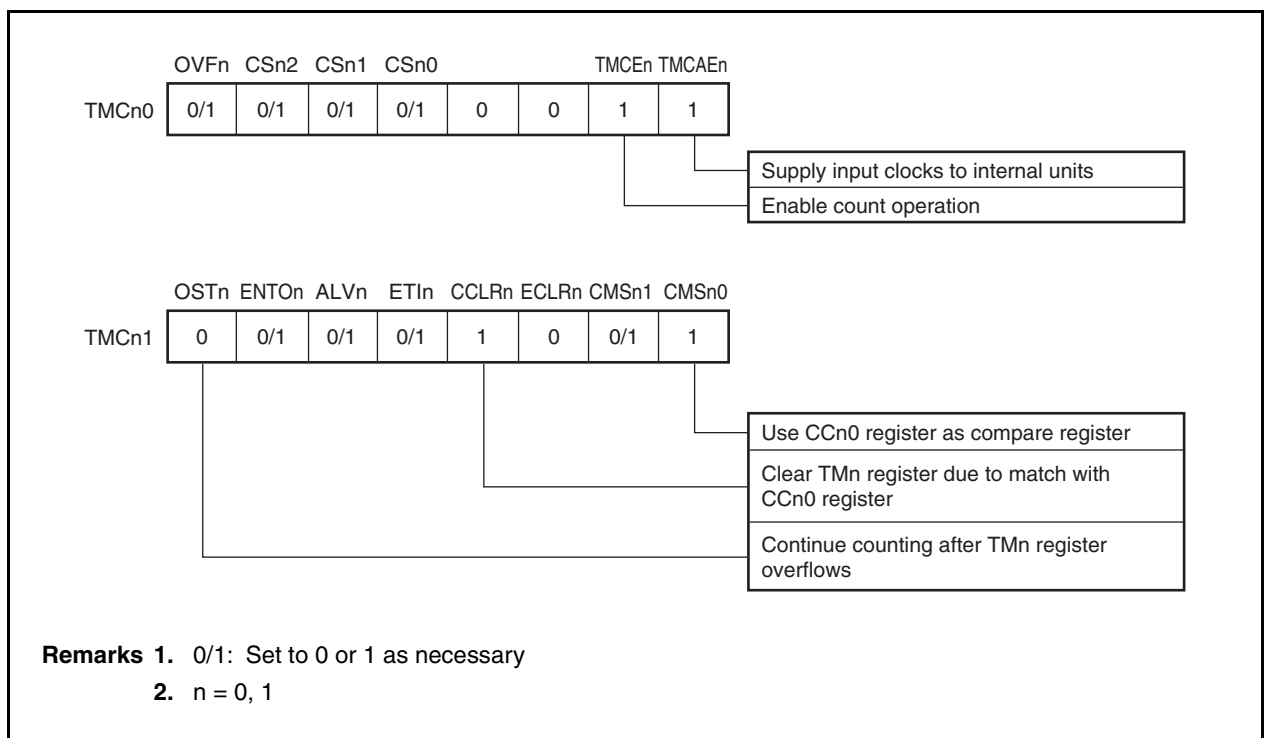 OVFn CSn2 CSn1 CSn0 TMCEn TMCAEn
TMCn0 0/1 0/1 0/1 0/1 0 0 1 1
Supply input clocks to internal units
Enable count operation
OSTn ENTOn ALVn ETIn CCLRn ECLRn CMSn1 CMSn0
TMCn1 0 0/1 0/1 0/1 1 0 0/1 1
Use CCn0 register as compare register
Clear TMn register due to match with
CCn0 register
Continue counting after TMn register
overflows
Remarks 1. 0/1: Set to 0 or 1 as necessary
2. n = 0, 1